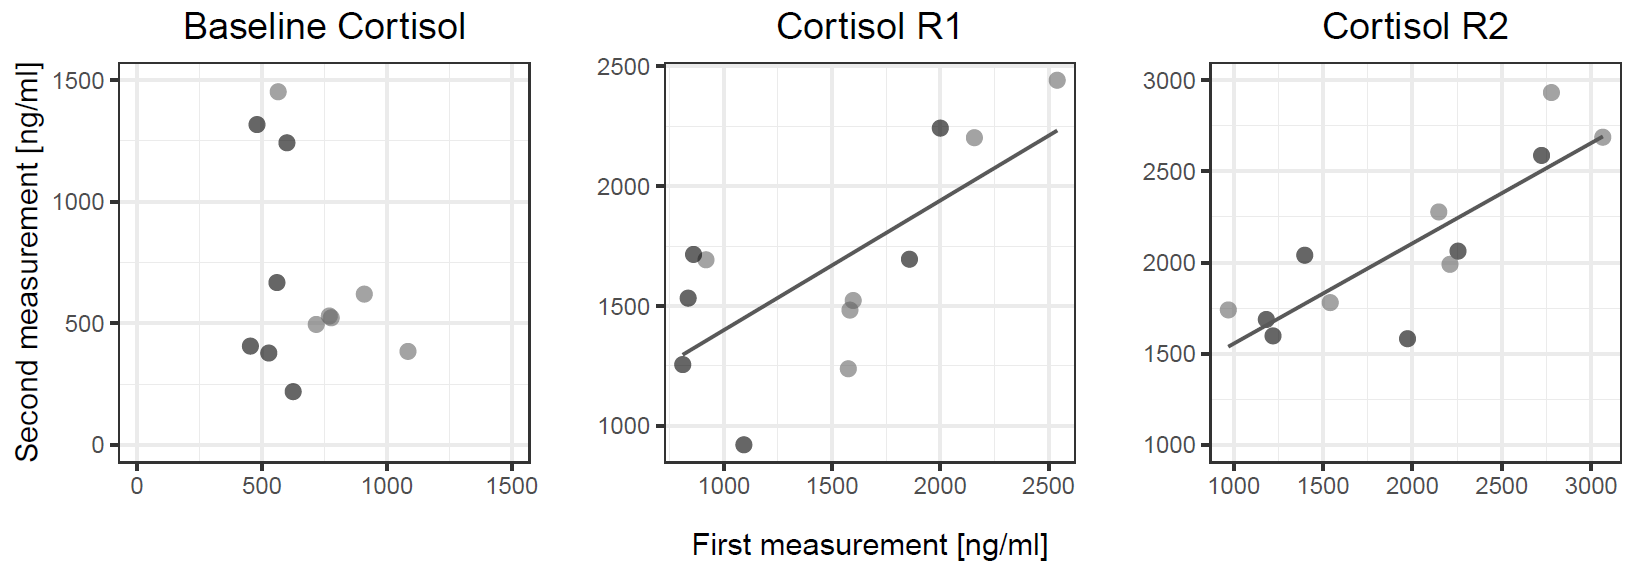 Baseline Cortisol
Cortisol R1
Cortisol R2
Second measurement [ng/ml]
1500
1000
500
0
0 500 1000 1500
2500
2000
1500
1000
1000 1500 2000 2500
3000
2500
2000
1500
1000
1000 1500 2000 2500 3000
First measurement [ng/ml]